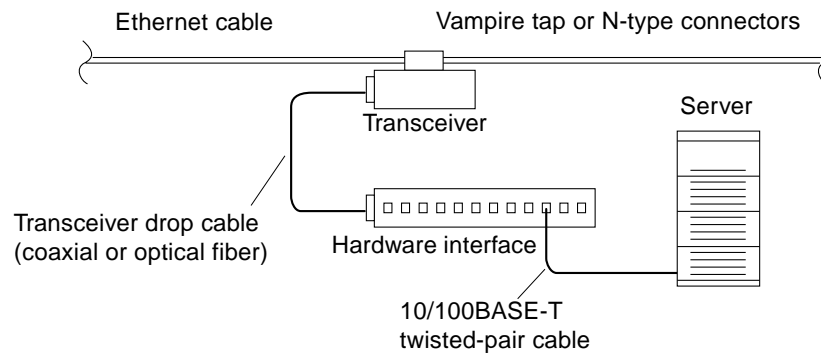 Ethernet cable
Vampire tap or N-type connectors
Server
Transceiver
Transceiver drop cable
(coaxial or optical fiber)
Hardware interface
10/100BASE-T
twisted-pair cable